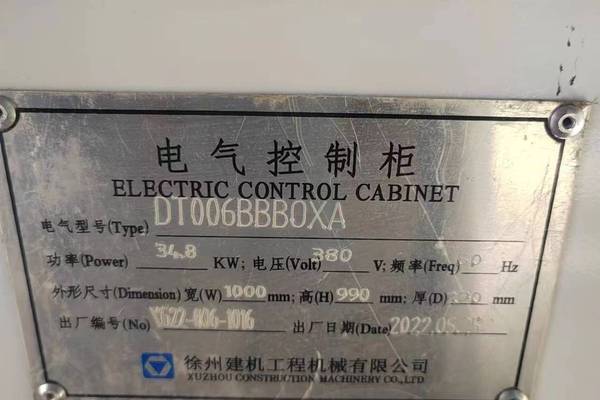 电气控制柜
ELECTRIC CONTROL CABINET
电气型号(Type) DT006BBBOXA
功率(Power) 34.8 KW; 电压(Volt) 380 V; 频率(Freq) Hz
外形尺寸(Dimension) 宽(W) 1000 mm; 高(H) 990 mm; 厚(D) mm
出厂编号(No)
出厂日期(Date) 2022.05.
徐州建机工程机械有限公司
XUZHOU CONSTRUCTION MACHINERY CO.,LTD